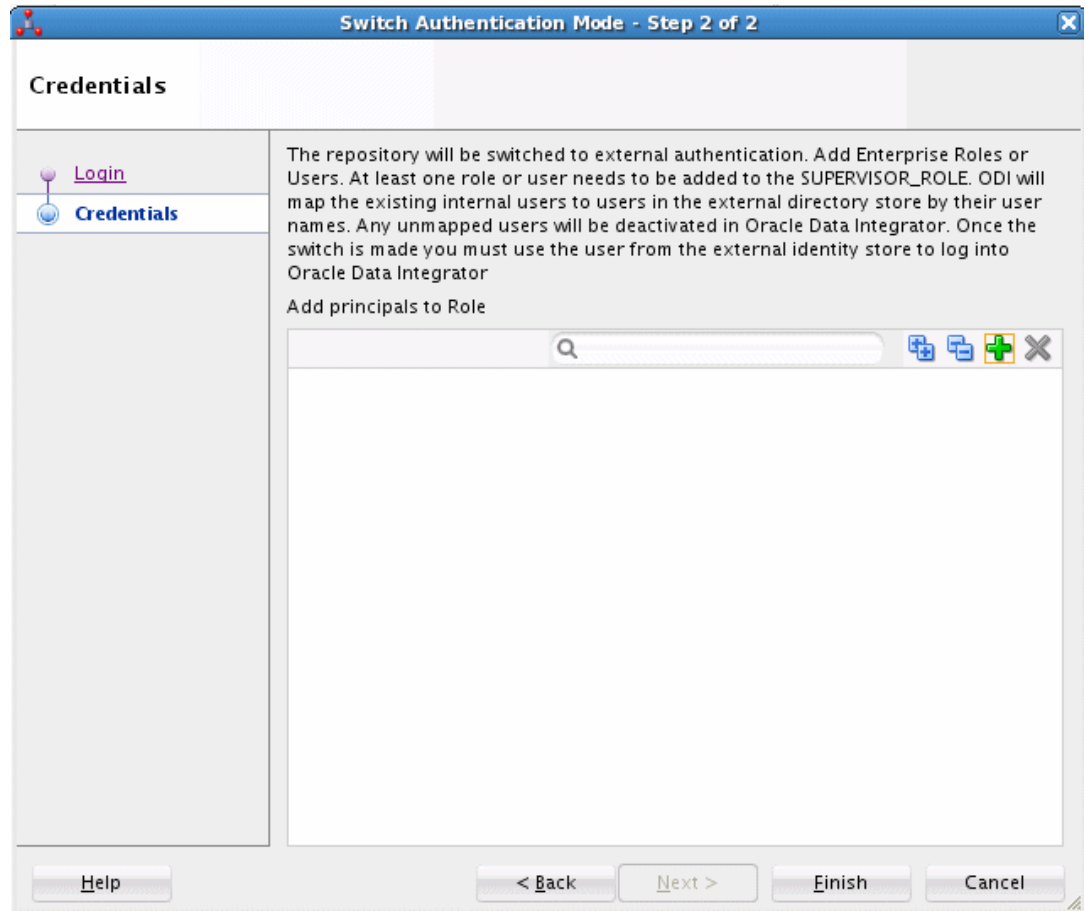 Switch Authentication Mode - Step 2 of 2
Credentials
Login
Credentials
The repository will be switched to external authentication. Add Enterprise Roles or
Users. At least one role or user needs to be added to the SUPERVISOR_ROLE. ODI will
map the existing internal users to users in the external directory store by their user
names. Any unmapped users will be deactivated in Oracle Data Integrator. Once the
switch is made you must use the user from the external identity store to log into
Oracle Data Integrator
Add principals to Role
Help
< Back
Next >
Finish
Cancel